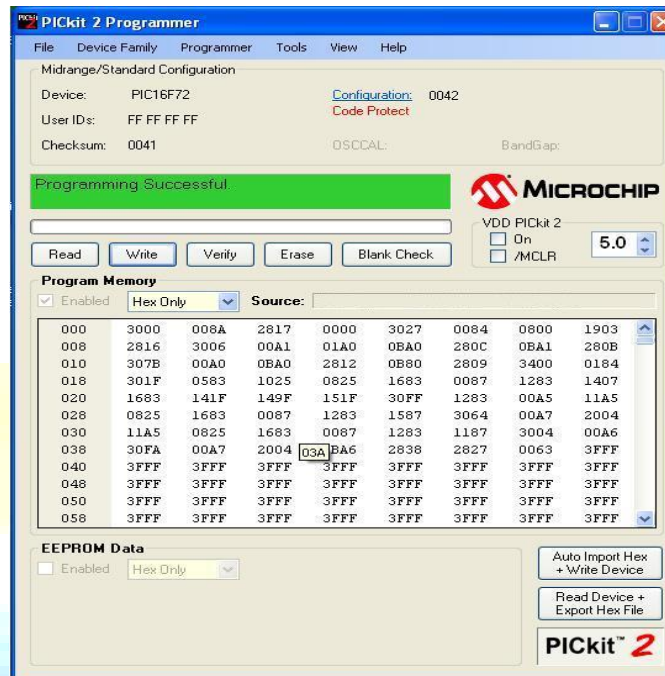 PICkit 2 Programmer
File Device Family Programmer Tools View Help
Midrange/Standard Configuration
Device: PIC16F72 Configuration: 0042
Code Protect
User IDs: FF FF FF FF
Checksum: 0041 OSCCAL: BandGap:
Programming Successful.
MICROCHIP
VDD PICkit 2
On
/MCLR
5.0
Read Write Verify Erase Blank Check
Program Memory
Enabled Hex Only Source:
000 3000 008A 2817 0000 3027 0084 0800 1903
008 2816 3006 00A1 01A0 0BA0 280C 0BA1 280B
010 307B 00A0 0BA0 2812 0B80 2809 3400 0184
018 301F 0583 1025 0825 1683 0087 1283 1407
020 1683 141F 149F 151F 30FF 1283 00A5 11A5
028 0825 1683 0087 1283 1587 3064 00A7 2004
030 11A5 0825 1683 0087 1283 1187 3004 00A6
038 30FA 00A7 2004 03A BA6 2838 2827 0063 3FFF
040 3FFF 3FFF 3FFF 3FFF 3FFF 3FFF 3FFF 3FFF
048 3FFF 3FFF 3FFF 3FFF 3FFF 3FFF 3FFF 3FFF
050 3FFF 3FFF 3FFF 3FFF 3FFF 3FFF 3FFF 3FFF
058 3FFF 3FFF 3FFF 3FFF 3FFF 3FFF 3FFF 3FFF
EEPROM Data
Enabled Hex Only
Auto Import Hex
+ Write Device
Read Device +
Export Hex File
PICkit™ 2